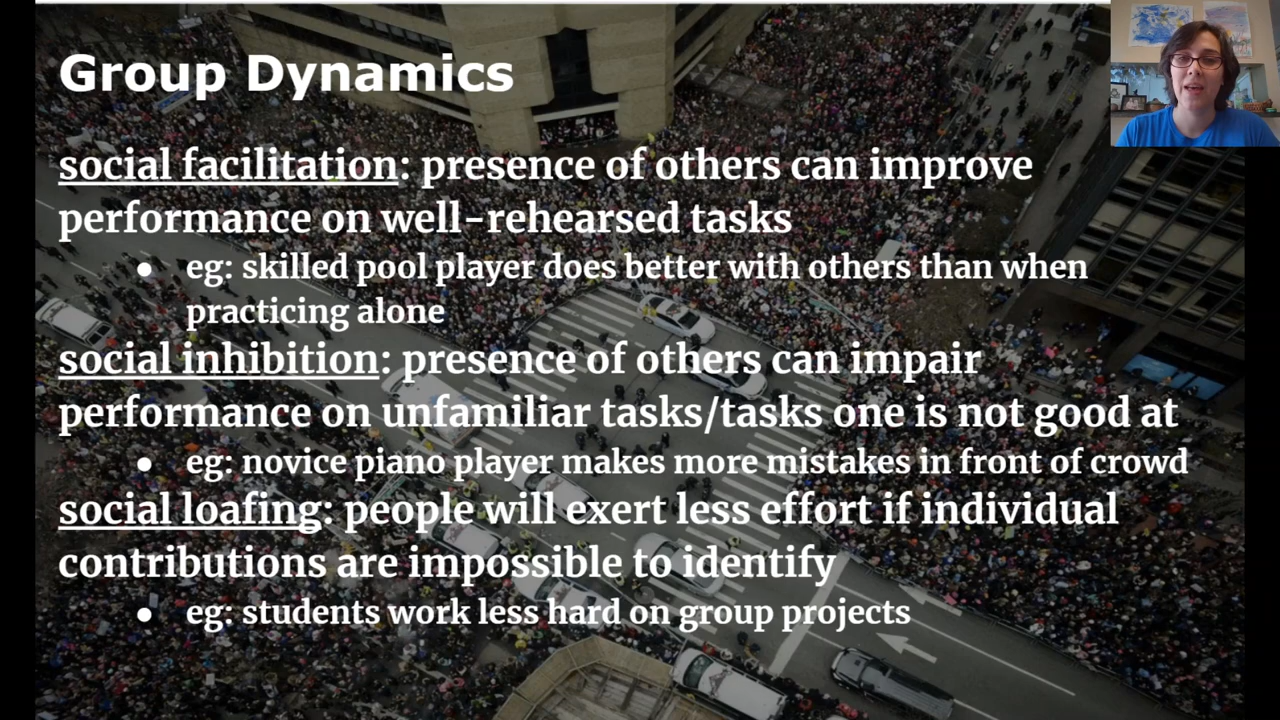 Group Dynamics
social facilitation: presence of others can improve
performance on well-rehearsed tasks
● eg: skilled pool player does better with others than when
practicing alone
social inhibition: presence of others can impair
performance on unfamiliar tasks/tasks one is not good at
● eg: novice piano player makes more mistakes in front of crowd
social loafing: people will exert less effort if individual
contributions are impossible to identify
● eg: students work less hard on group projects